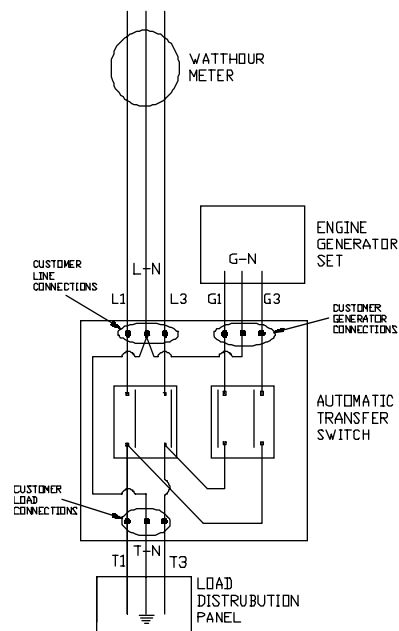 WATTHOUR
METER
ENGINE
GENERATOR
SET
G-N
CUSTOMER
LINE
CONNECTIONS
L-N
L1
L3
G1
G3
CUSTOMER
GENERATOR
CONNECTIONS
AUTOMATIC
TRANSFER
SWITCH
CUSTOMER
LOAD
CONNECTIONS
T-N
T1
T3
LOAD
DISTRUBUTION
PANEL